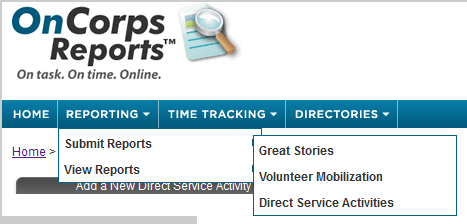 OnCorps
Reports™
On task. On time. Online.
HOME REPORTING TIME TRACKING DIRECTORIES
Submit Reports
View Reports
Great Stories
Volunteer Mobilization
Direct Service Activities
Home >
Add a New Direct Service Activity